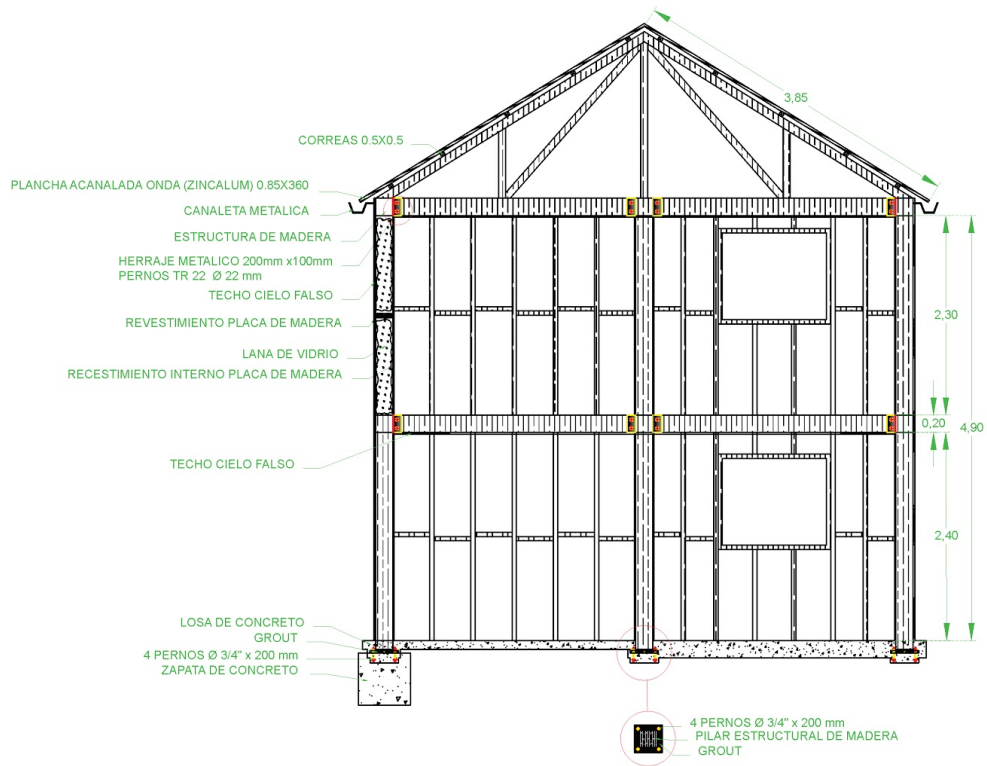 3,85
CORREAS 0.5X0.5
PLANCHA ACANALADA ONDA (ZINCALUM) 0.85X360
CANALETA METALICA
ESTRUCTURA DE MADERA
HERRAJE METALICO 200mm x100mm
PERNOS TR 22 Ø 22 mm
TECHO CIELO FALSO
REVESTIMIENTO PLACA DE MADERA
LANA DE VIDRIO
RECESTIMIENTO INTERNO PLACA DE MADERA
2,30
0,20
4,90
TECHO CIELO FALSO
2,40
LOSA DE CONCRETO
GROUT
4 PERNOS Ø 3/4" x 200 mm
ZAPATA DE CONCRETO
4 PERNOS Ø 3/4" x 200 mm
PILAR ESTRUCTURAL DE MADERA
GROUT